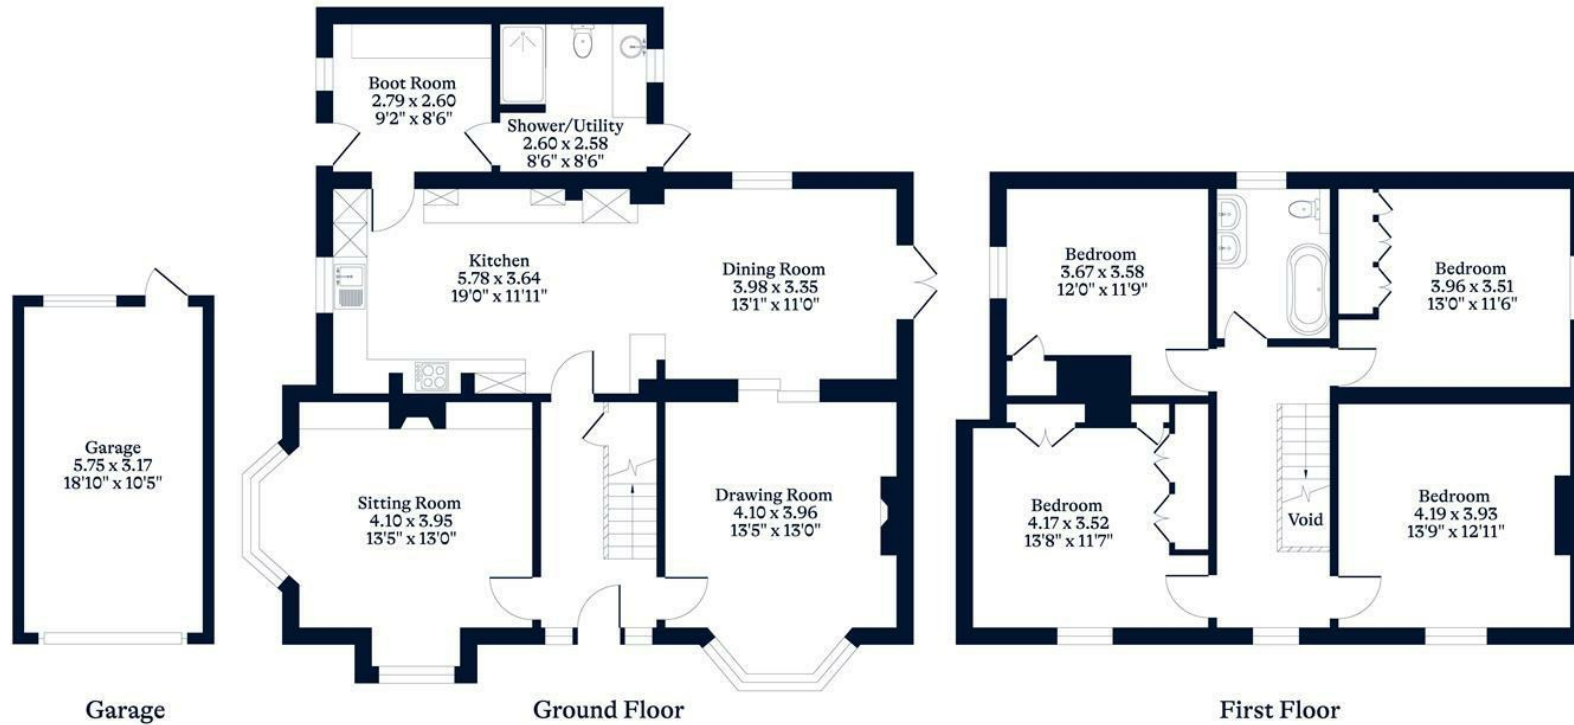 Boot Room
2.79 x 2.60
9'2" x 8'6"
Shower/Utility
2.60 x 2.58
8'6" x 8'6"
Kitchen
5.78 x 3.64
19'0" x 11'11"
Dining Room
3.98 x 3.35
13'1" x 11'0"
Garage
5.75 x 3.17
18'10" x 10'5"
Sitting Room
4.10 x 3.95
13'5" x 13'0"
Drawing Room
4.10 x 3.96
13'5" x 13'0"
Bedroom
3.67 x 3.58
12'0" x 11'9"
Bedroom
3.96 x 3.51
13'0" x 11'6"
Bedroom
4.17 x 3.52
13'8" x 11'7"
Void
Bedroom
4.19 x 3.93
13'9" x 12'11"
Garage
Ground Floor
First Floor